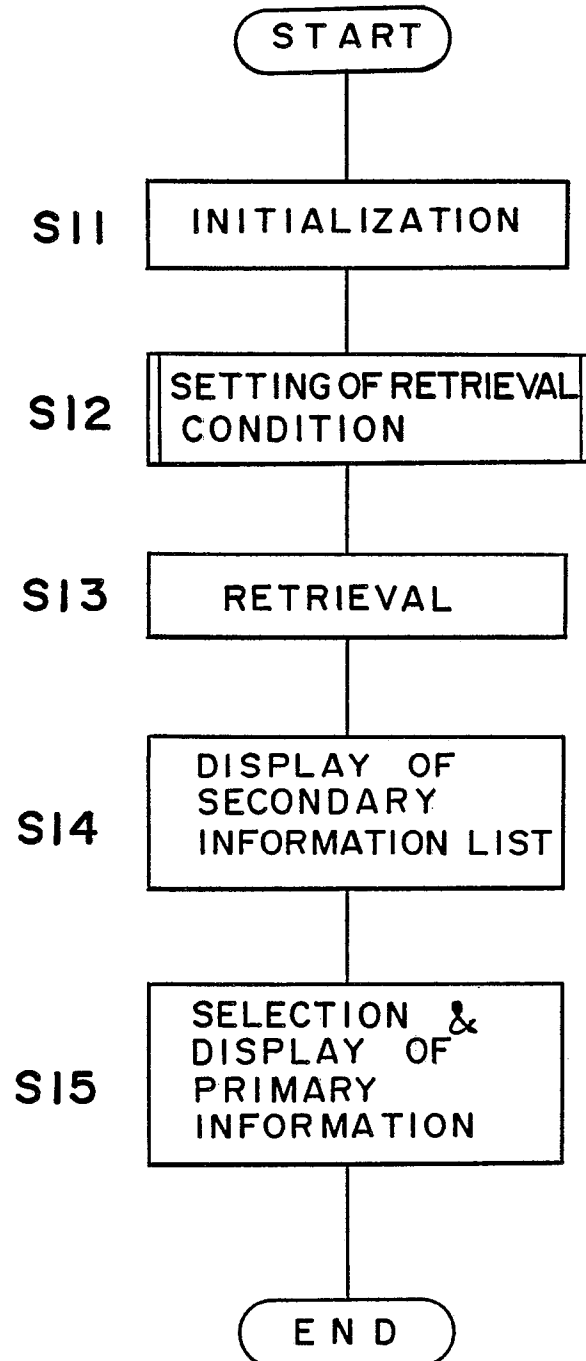 START
S11
INITIALIZATION
S12
SETTING OF RETRIEVAL
CONDITION
S13
RETRIEVAL
S14
DISPLAY OF
SECONDARY
INFORMATION LIST
S15
SELECTION &
DISPLAY OF
PRIMARY
INFORMATION
END